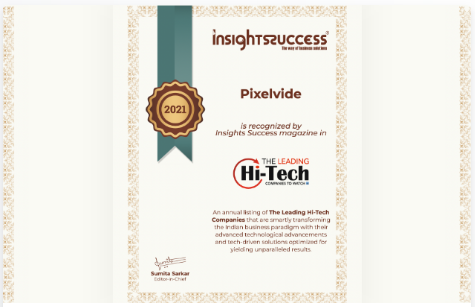 insightssuccess
The way of business solutions
Pixelvide
2021
is recognized by
Insights Success magazine in
THE LEADING
Hi-Tech
COMPANIES TO WATCH IN
An annual listing of The Leading Hi-Tech
Companies that are smartly transforming
the Indian business paradigm with their
advanced technological advancements
and tech-driven solutions optimized for
yielding unparalleled results.
Sumita Sarkar
Editor-in-Chief